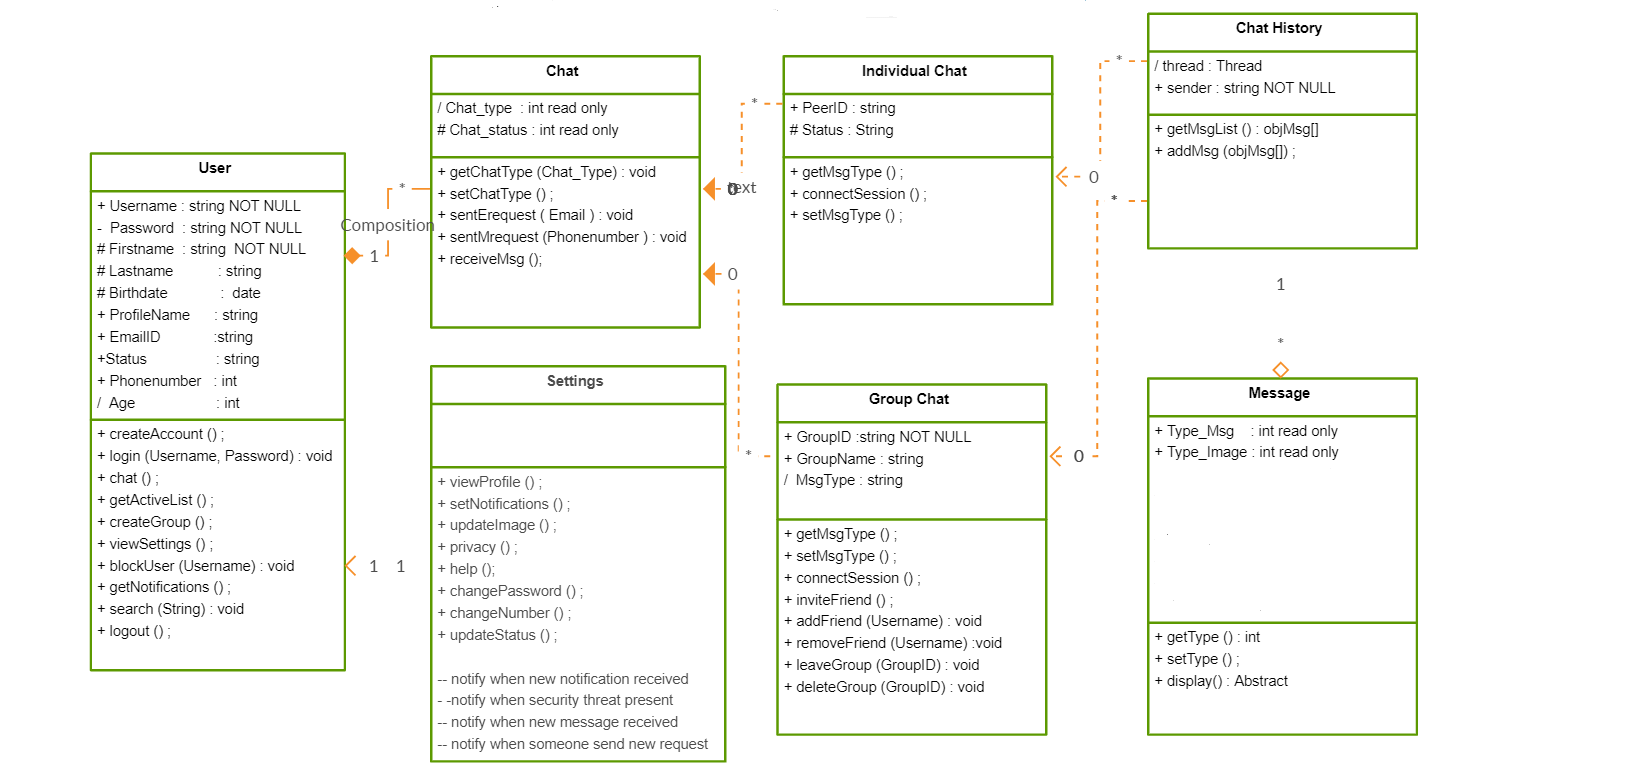 User
+ Username : string NOT NULL
-  Password  : string NOT NULL
# Firstname  : string  NOT NULL
# Lastname : string
# Birthdate : date
+ ProfileName : string
+ EmailID :string
+Status : string
+ Phonenumber : int
/ Age : int
+ createAccount () ;
+ login (Username, Password) : void
+ chat () ;
+ getActiveList () ;
+ createGroup () ;
+ viewSettings () ;
+ blockUser (Username) : void
+ getNotifications () ;
+ search (String) : void
+ logout () ;
*
Composition
1
1
1
Chat
/ Chat_type : int read only
# Chat_status : int read only
+ getChatType (Chat_Type) : void
+ setChatType () ;
+ sentErequest ( Email ) : void
+ sentMrequest (Phonenumber ) : void
+ receiveMsg ();
Settings
+ viewProfile () ;
+ setNotifications () ;
+ updateImage () ;
+ privacy () ;
+ help ();
+ changePassword () ;
+ changeNumber () ;
+ updateStatus () ;
-- notify when new notification received
- -notify when security threat present
-- notify when new message received
-- notify when someone send new request
*
0
text
0
*
Individual Chat
+ PeerID : string
# Status : String
+ getMsgType () ;
+ connectSession () ;
+ setMsgType () ;
Group Chat
+ GroupID :string NOT NULL
+ GroupName : string
/ MsgType : string
+ getMsgType () ;
+ setMsgType () ;
+ connectSession () ;
+ inviteFriend () ;
+ addFriend (Username) : void
+ removeFriend (Username) :void
+ leaveGroup (GroupID) : void
+ deleteGroup (GroupID) : void
*
0
*
0
Chat History
/ thread : Thread
+ sender : string NOT NULL
+ getMsgList () : objMsg[]
+ addMsg (objMsg[]) ;
1
*
Message
+ Type_Msg : int read only
+ Type_Image : int read only
+ getType () : int
+ setType () ;
+ display() : Abstract